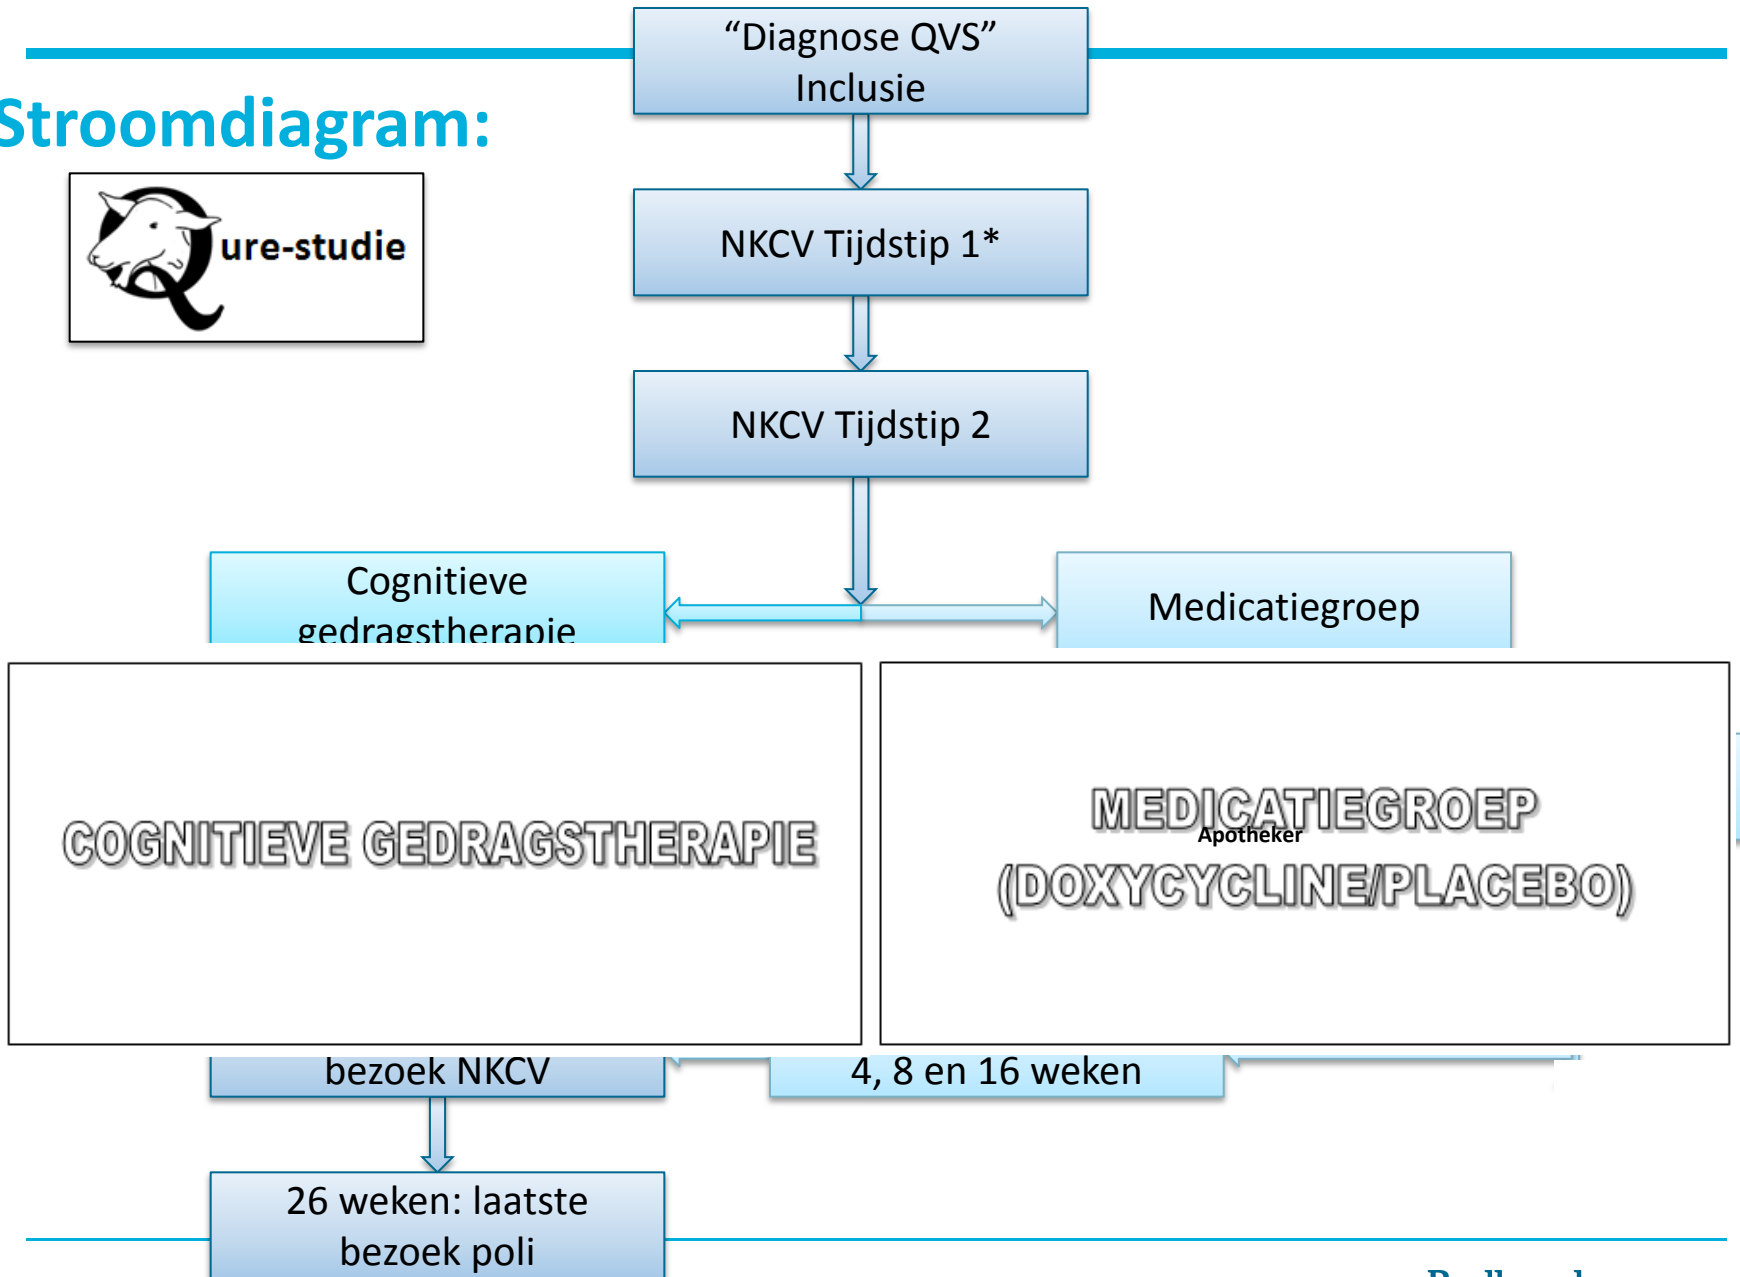 “Diagnose QVS”
Inclusie
Stroomdiagram:
Qure-studie
NKCV Tijdstip 1*
NKCV Tijdstip 2
Cognitieve
gedragstherapie
Medicatiegroep
COGNITIEVE GEDRAGSTHERAPIE
MEDICATIEGROEP
Apotheker
(DOXYCYCLINE/PLACEBO)
bezoek NKCV
4, 8 en 16 weken
26 weken: laatste
bezoek poli